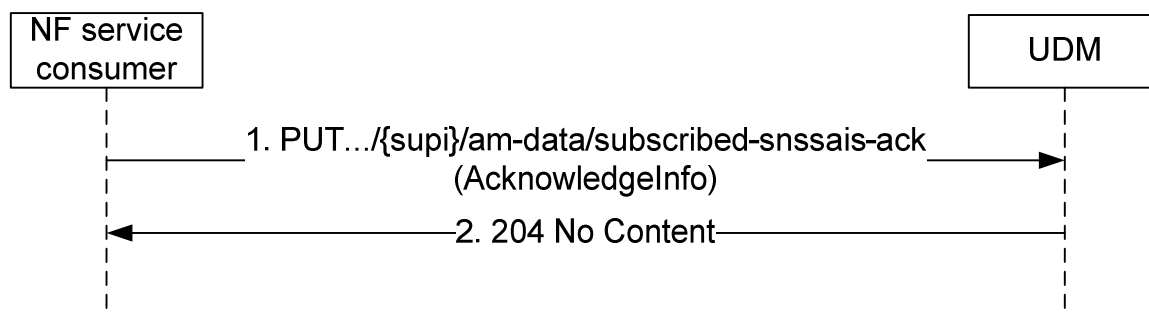 NF service
consumer
UDM
1. PUT.../{supi}/am-data/subscribed-snssais-ack
(AcknowledgeInfo)
2. 204 No Content